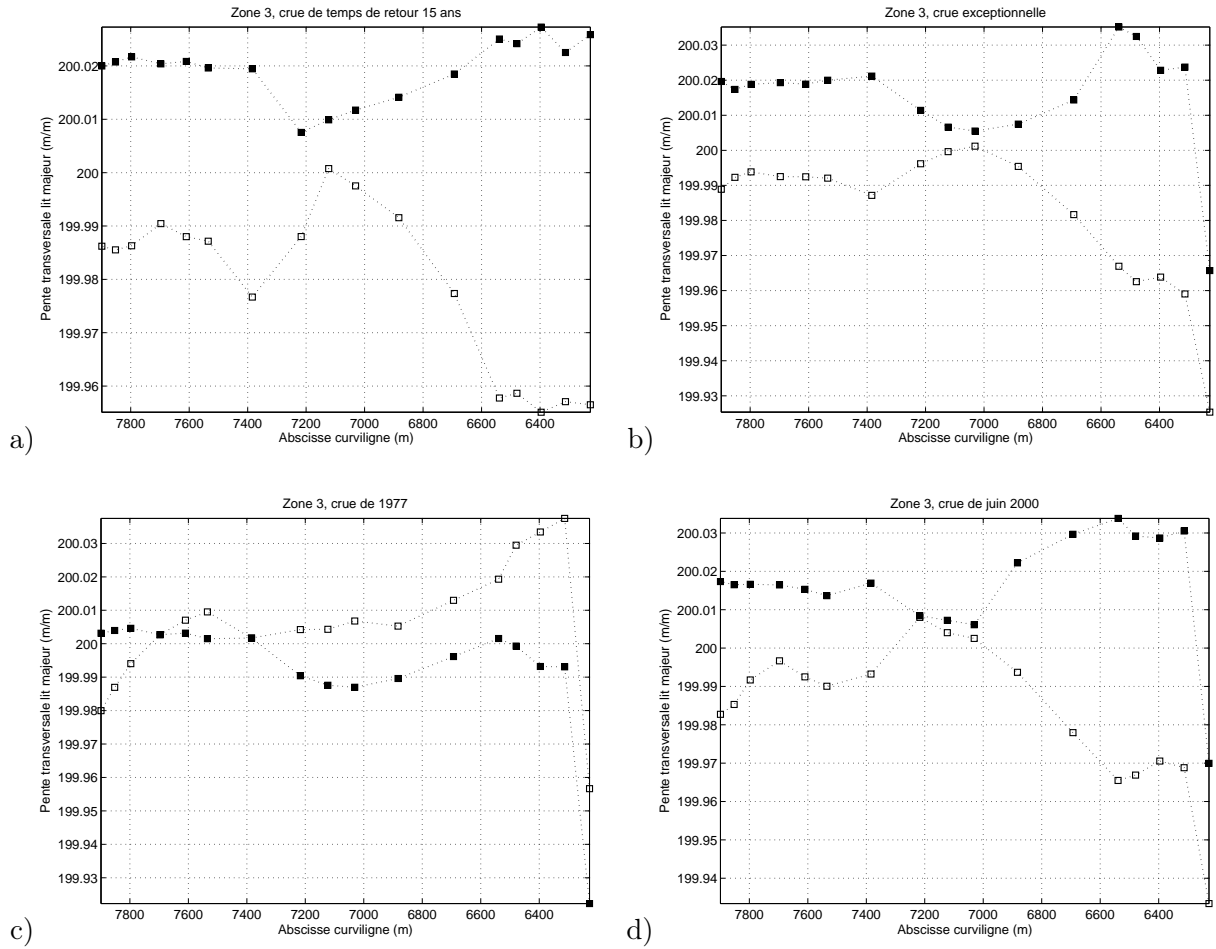 Zone 3, crue de temps de retour 15 ans
200.02
200.01
200
199.99
199.98
199.97
199.96
Pente transversale lit majeur (m/m)
7800 7600 7400 7200 7000 6800 6600 6400
Abscisse curviligne (m)
a)
Zone 3, crue exceptionnelle
200.03
200.02
200.01
200
199.99
199.98
199.97
199.96
199.95
199.94
199.93
Pente transversale lit majeur (m/m)
7800 7600 7400 7200 7000 6800 6600 6400
Abscisse curviligne (m)
b)
Zone 3, crue de 1977
200.03
200.02
200.01
200
199.99
199.98
199.97
199.96
199.95
199.94
199.93
Pente transversale lit majeur (m/m)
7800 7600 7400 7200 7000 6800 6600 6400
Abscisse curviligne (m)
c)
Zone 3, crue de juin 2000
200.03
200.02
200.01
200
199.99
199.98
199.97
199.96
199.95
199.94
Pente transversale lit majeur (m/m)
7800 7600 7400 7200 7000 6800 6600 6400
Abscisse curviligne (m)
d)